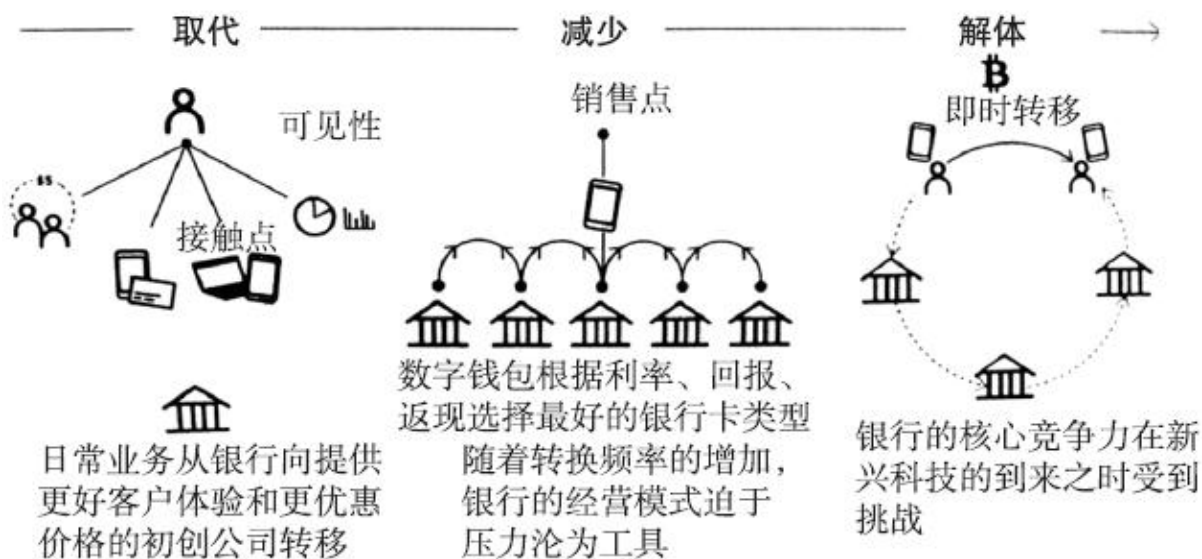 取代
减少
解体
可见性
$$
接触点
日常业务从银行向提供
更好客户体验和更优惠
价格的初创公司转移
销售点
数字钱包根据利率、回报、
返现选择最好的银行卡类型
随着转换频率的增加，
银行的经营模式迫于
压力沦为工具
₿
即时转移
银行的核心竞争力在新
兴科技的到来之时受到
挑战